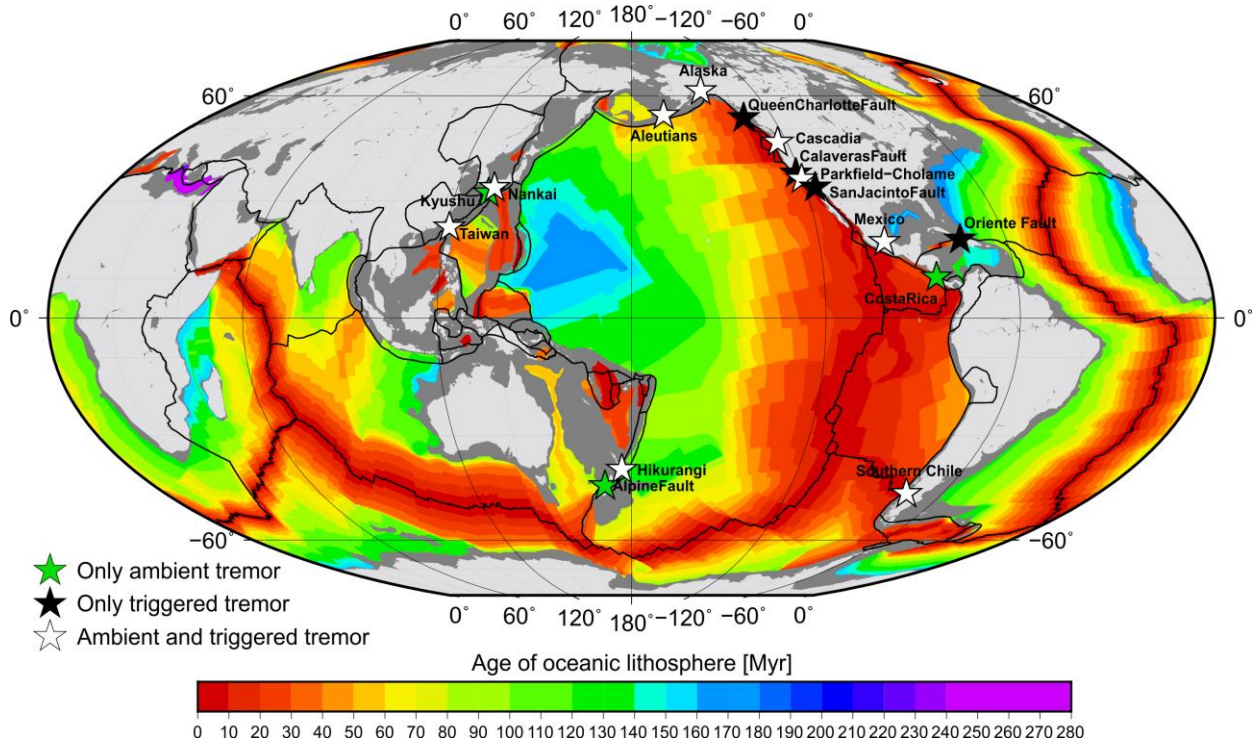 0° 60° 120° 180° −120° −60° 0°
Alaska
60° 60°
QueenCharlotteFault
Aleutians
Cascadia
CalaverasFault
Parkfield−Cholame
SanJacintoFault
Kyushu Nankai
Mexico
Oriente Fault
Taiwan
CostaRica
0° 0°
Hikurangi
AlpineFault
Southern Chile
−60° −60°
Only ambient tremor
Only triggered tremor
Ambient and triggered tremor
0° 60° 120° 180° −120° −60° 0°
Age of oceanic lithosphere [Myr]
0 10 20 30 40 50 60 70 80 90 100 110 120 130 140 150 160 170 180 190 200 210 220 230 240 250 260 270 280